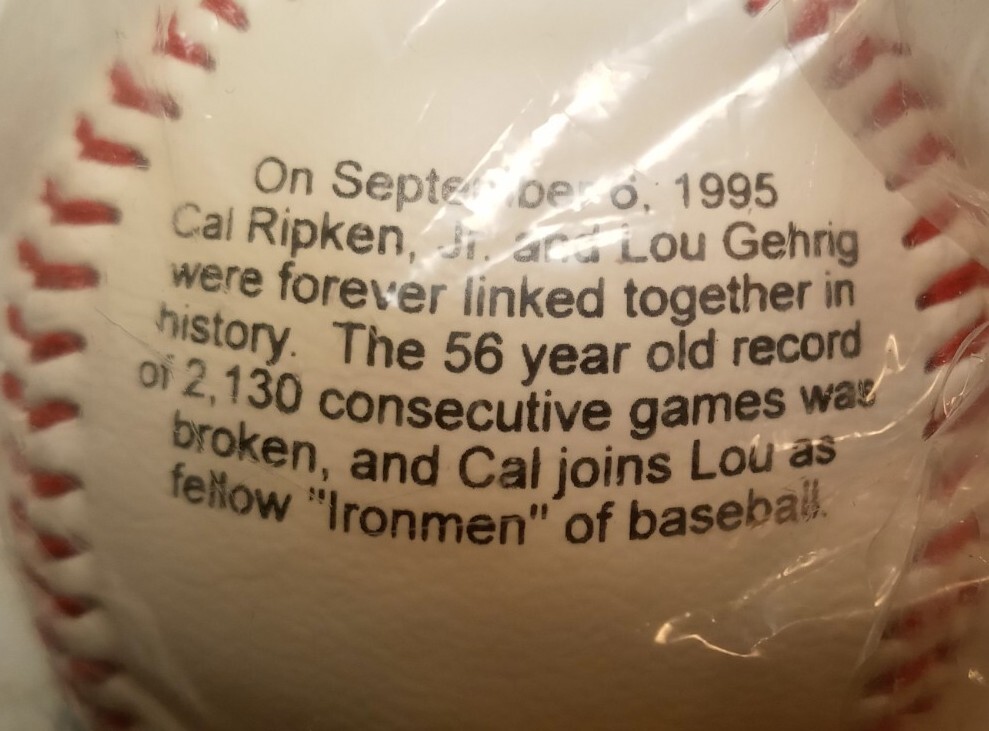 On September 6, 1995
Cal Ripken, Jr. and Lou Gehrig
were forever linked together in
history. The 56 year old record
of 2,130 consecutive games was
broken, and Cal joins Lou as
fellow "Ironmen" of baseball.